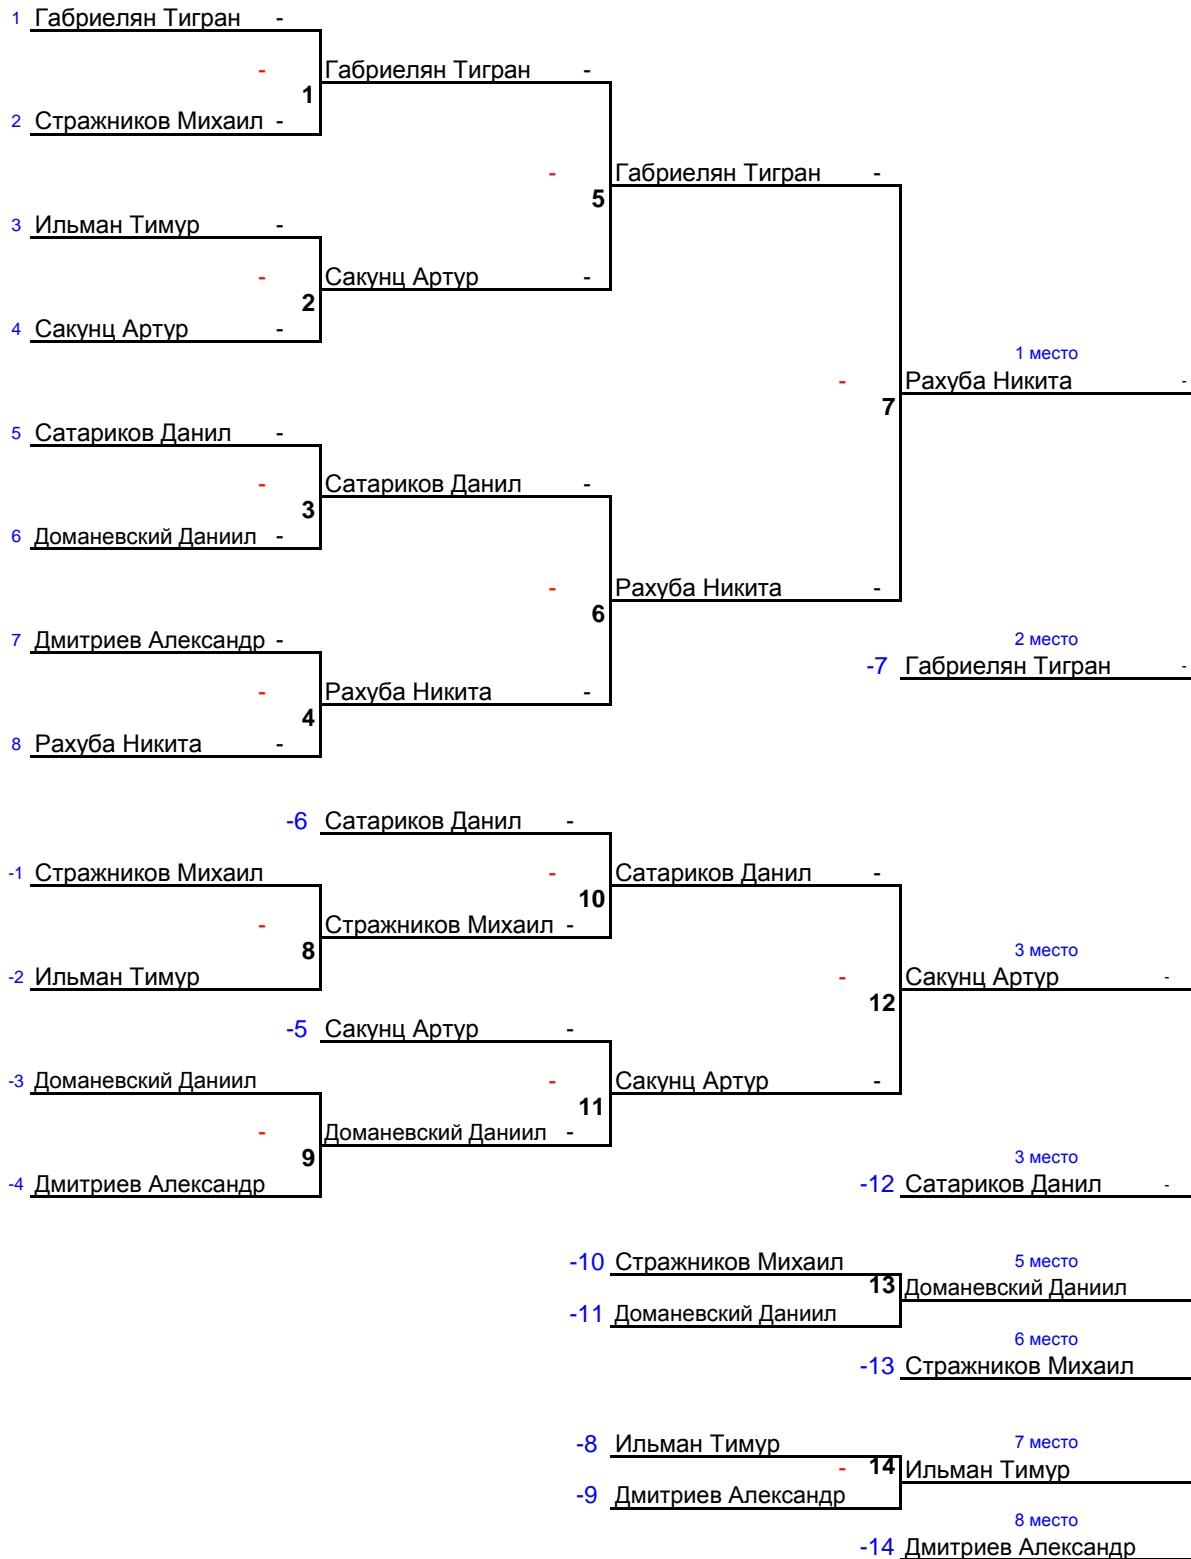 1 Габриелян Тигран -
- Габриелян Тигран -
1
2 Стражников Михаил -
- Габриелян Тигран -
5
3 Ильман Тимур -
- Сакунц Артур -
2
4 Сакунц Артур -
1 место
- Рахуба Никита -
7
5 Сатариков Данил -
- Сатариков Данил -
3
6 Доманевский Даниил -
- Рахуба Никита -
6
7 Дмитриев Александр -
2 место
-7 Габриелян Тигран -
- Рахуба Никита -
4
8 Рахуба Никита -
-6 Сатариков Данил -
-1 Стражников Михаил
- Сатариков Данил -
10
- Стражников Михаил -
8
3 место
-2 Ильман Тимур
- Сакунц Артур -
12
-5 Сакунц Артур -
-3 Доманевский Даниил
- Сакунц Артур -
11
- Доманевский Даниил -
9
3 место
-4 Дмитриев Александр
-12 Сатариков Данил -
-10 Стражников Михаил
5 место
13 Доманевский Даниил
-11 Доманевский Даниил
6 место
-13 Стражников Михаил
-8 Ильман Тимур
7 место
- 14 Ильман Тимур
-9 Дмитриев Александр
8 место
-14 Дмитриев Александр